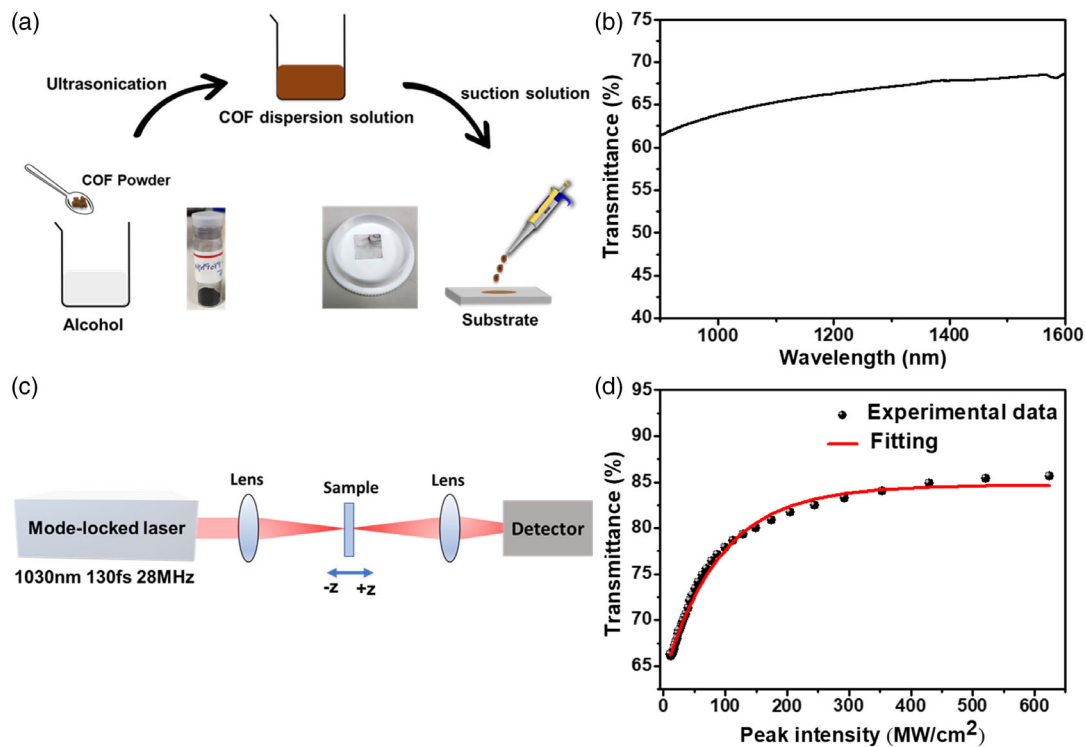 (a)
Ultrasonication
COF dispersion solution
suction solution
COF Powder
Alcohol
Substrate
(b)
75
70
65
60
55
50
45
40
Transmittance (%)
1000 1200 1400 1600
Wavelength (nm)
(c)
Lens
Sample
Lens
Mode-locked laser
Detector
1030nm 130fs 28MHz
-z +z
(d)
95
90
85
80
75
70
65
Transmittance (%)
Experimental data
Fitting
0 100 200 300 400 500 600
Peak intensity (MW/cm²)